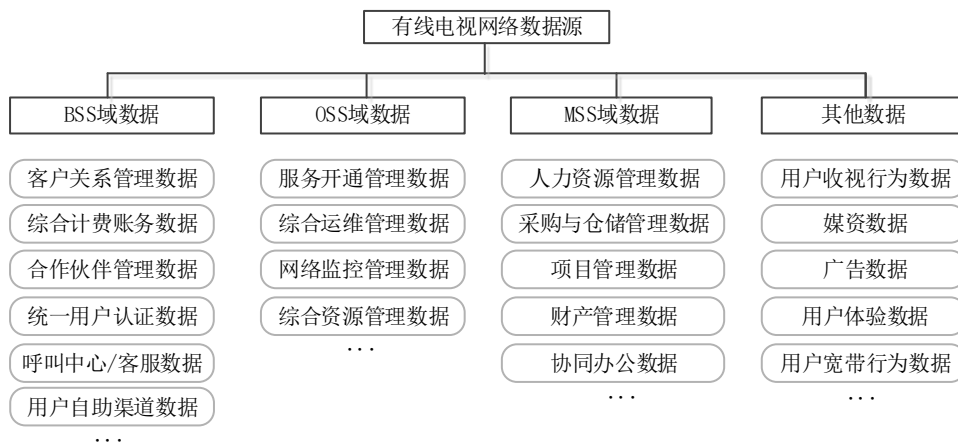 有线电视网络数据源
BSS域数据
OSS域数据
MSS域数据
其他数据
客户关系管理数据
综合计费账务数据
合作伙伴管理数据
统一用户认证数据
呼叫中心/客服数据
用户自助渠道数据
...
服务开通管理数据
综合运维管理数据
网络监控管理数据
综合资源管理数据
...
人力资源管理数据
采购与仓储管理数据
项目管理数据
财产管理数据
协同办公数据
...
用户收视行为数据
媒资数据
广告数据
用户体验数据
用户宽带行为数据
...